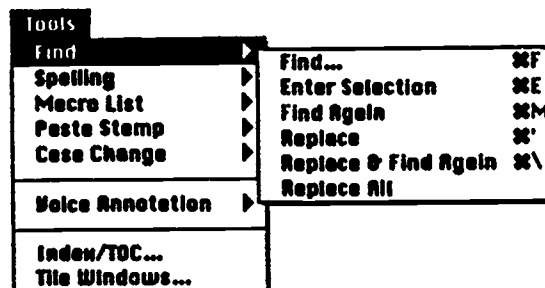 Tools
Find
Spelling
Macro List
Paste Stamp
Case Change
Voice Annotation
Index/TOC...
Tile Windows...
Find... ⌘F
Enter Selection ⌘E
Find Again ⌘M
Replace ⌘'
Replace & Find Again ⌘\
Replace All